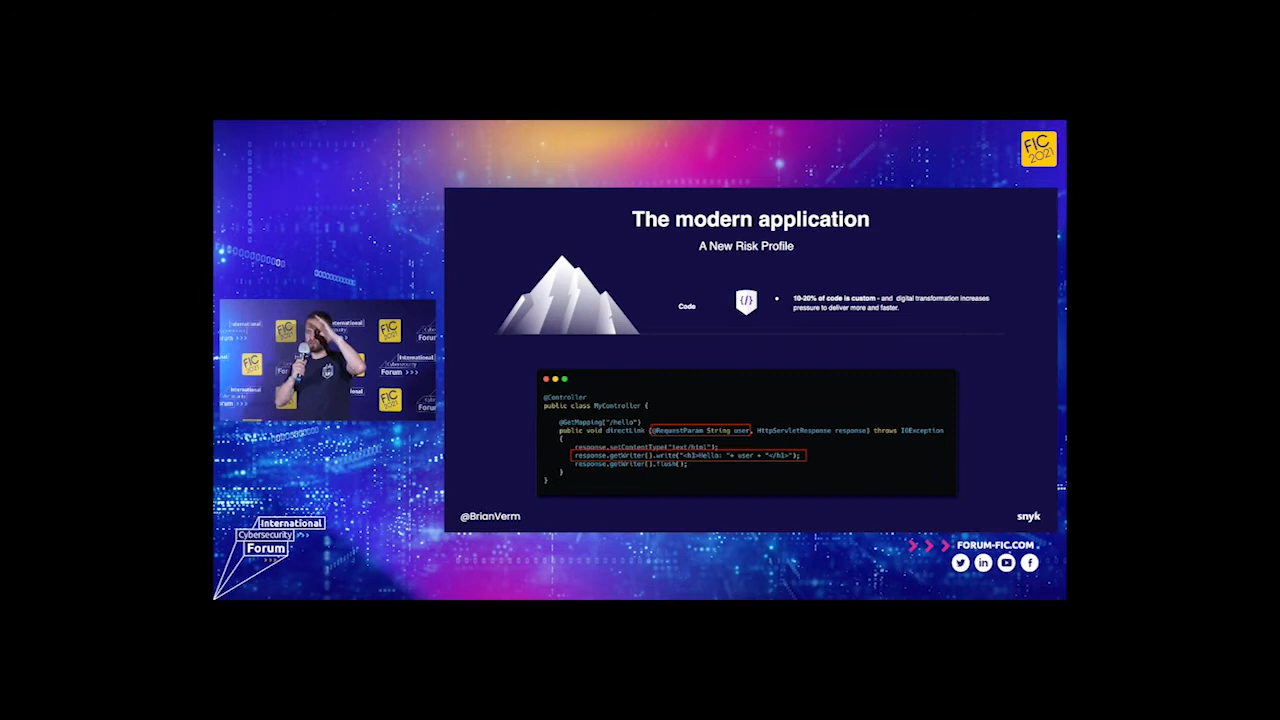 FIC
2021
The modern application
A New Risk Profile
Code
10-20% of code is custom - and digital transformation increases
pressure to deliver more and faster.
@Controller
public class MyController {
@GetMapping("/hello")
public void directLink (@RequestParam String user, HttpServletResponse response) throws IOException
{
response.setContentType("text/html");
response.getWriter().write("<h1>Hello: "+ user + "</h1>");
response.getWriter().flush();
}
}
@BrianVerm
snyk
International
Cybersecurity
Forum
FORUM-FIC.COM